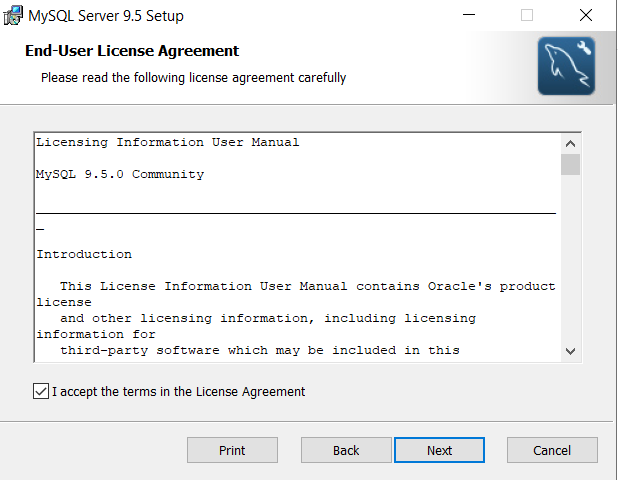 MySQL Server 9.5 Setup
End-User License Agreement
Please read the following license agreement carefully
Licensing Information User Manual
MySQL 9.5.0 Community
Introduction
This License Information User Manual contains Oracle's product
license
and other licensing information, including licensing
information for
third-party software which may be included in this
I accept the terms in the License Agreement
Print
Back
Next
Cancel